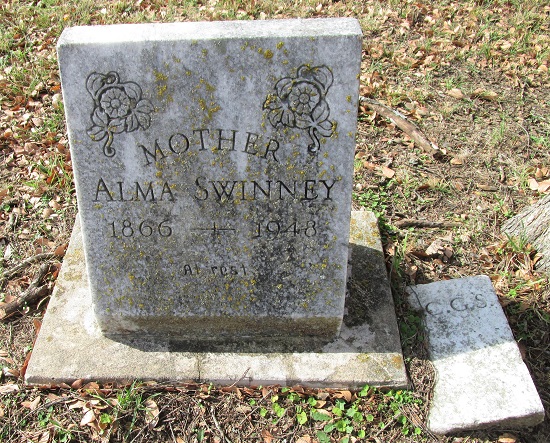 MOTHER
ALMA SWINNEY
1866 — 1948
At rest
C.C.S.